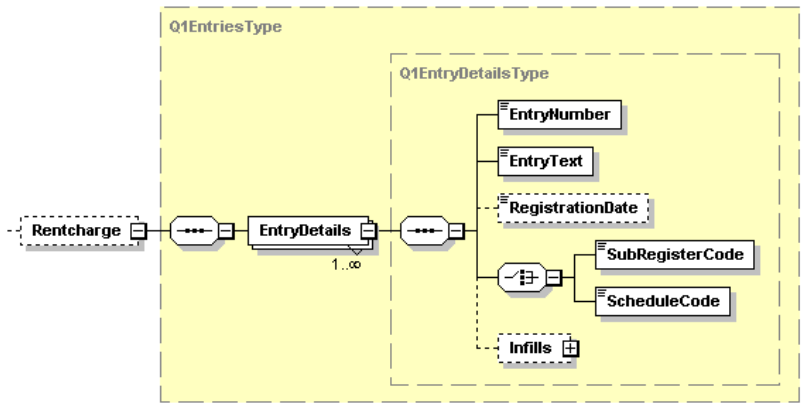 Q1EntriesType
Q1EntryDetailsType
EntryNumber
EntryText
RegistrationDate
Rentcharge
EntryDetails
1..∞
SubRegisterCode
ScheduleCode
Infills